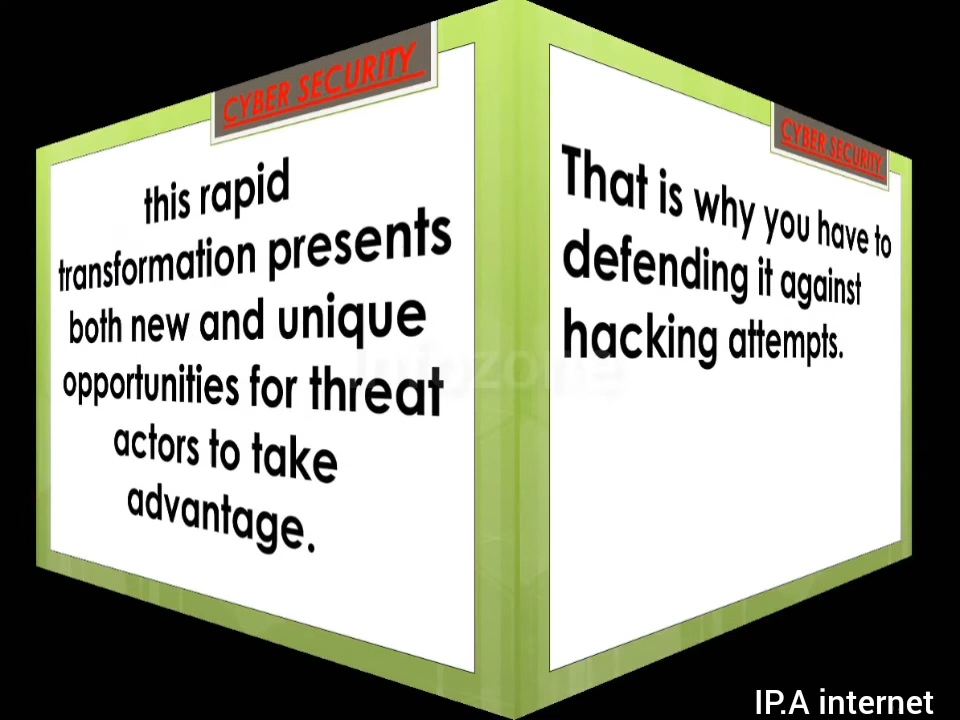 CYBER SECURITY
this rapid
transformation presents
both new and unique
opportunities for threat
actors to take
advantage.
CYBER SECURITY
That is why you have to
defending it against
hacking attempts.
Infozone
IP.A internet